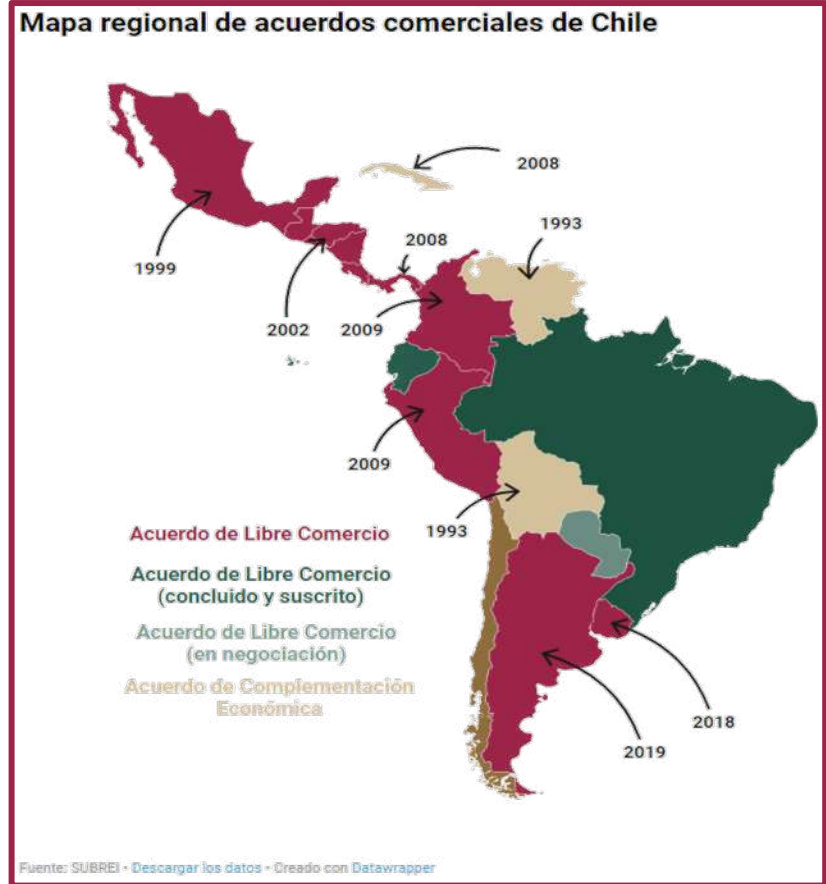 Mapa regional de acuerdos comerciales de Chile
2008
1993
1999
2008
2002
2009
2009
1993
Acuerdo de Libre Comercio
Acuerdo de Libre Comercio
(concluido y suscrito)
Acuerdo de Libre Comercio
(en negociación)
Acuerdo de Complementación
Económica
2018
2019
Fuente: SUBREI • Descargar los datos • Creado con Datawrapper